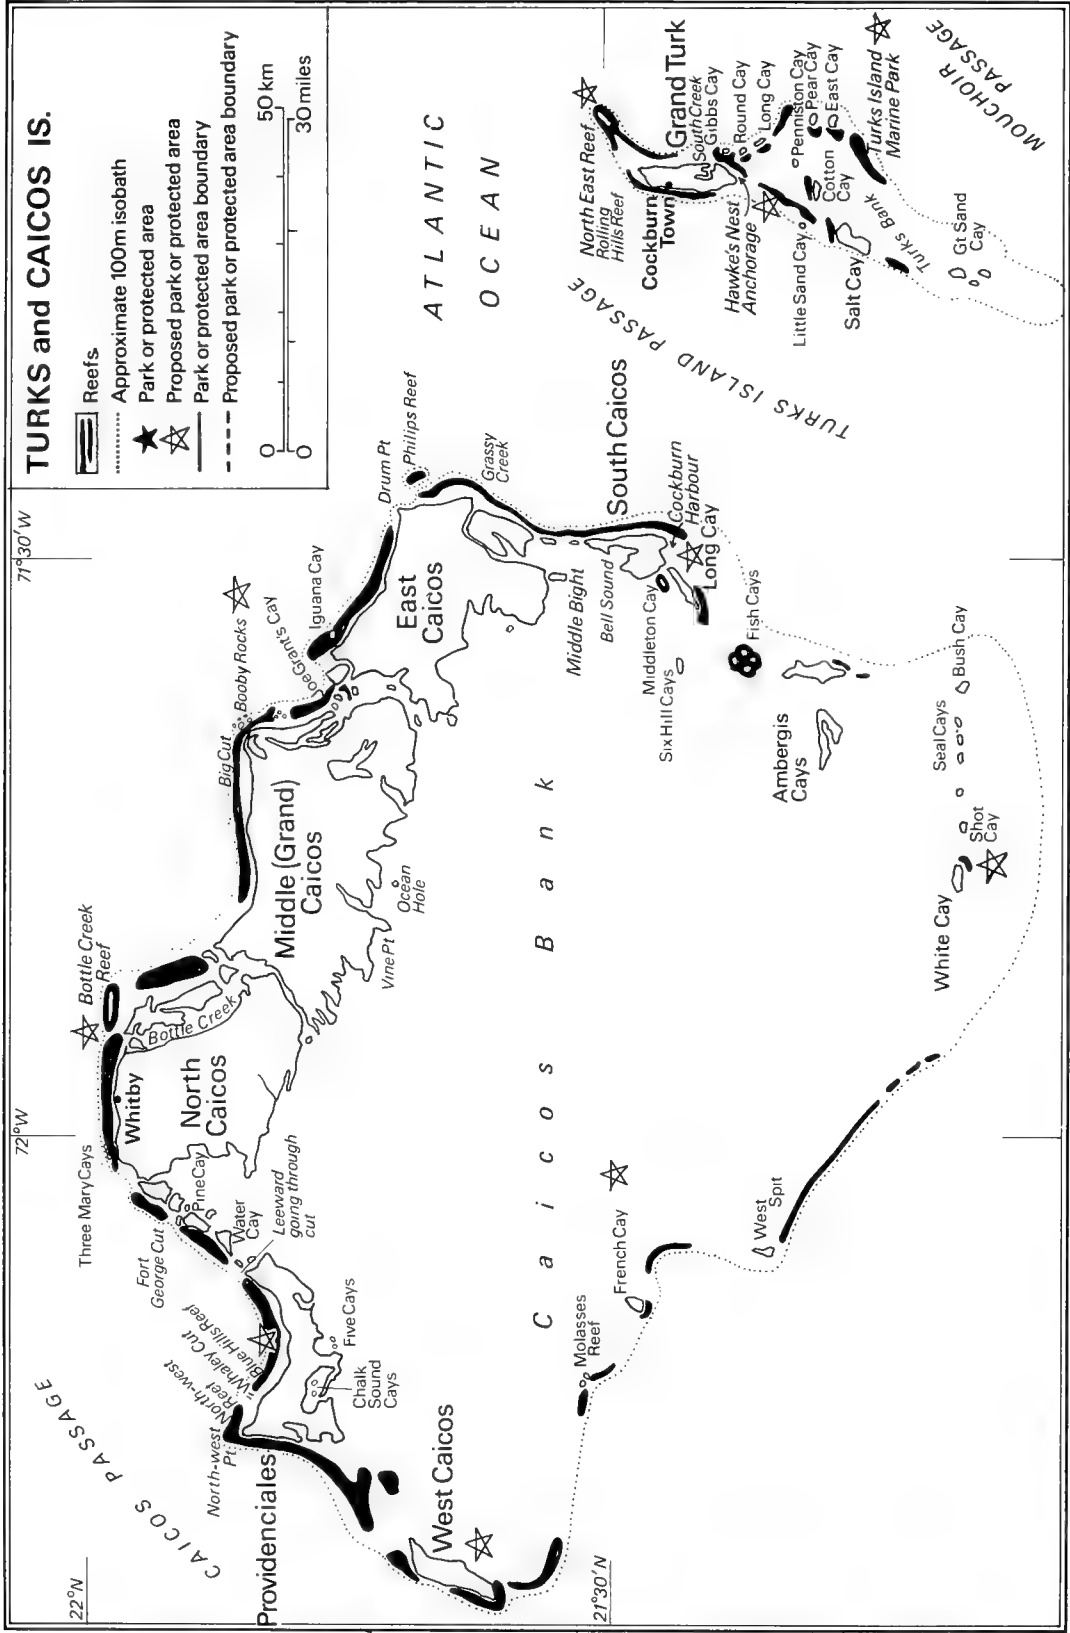 TURKS and CAICOS IS.
Reefs
Approximate 100m isobath
Park or protected area
Proposed park or protected area
Park or protected area boundary
Proposed park or protected area boundary
0
50 km
0
30 miles
72°W
71°30′W
22°N
21°30′N
CAICOS PASSAGE
ATLANTIC
OCEAN
TURKS ISLAND PASSAGE
MOUCHOIR
PASSAGE
Caicos Bank
Three Mary Cays
Whitby
Bottle Creek
Reef
Bottle Creek
North
Caicos
Fort
George Cut
Pine Cay
Water
Cay
Leeward
going through
cut
Blue Hills Reef
Whaley Cut
North-west
Reef
North-west
Pt
Providenciales
Five Cays
Chalk
Sound
Cays
West Caicos
Molasses
Reef
French Cay
West
Spit
Big Cut
Booby Rocks
Joe Grant's Cay
Iguana Cay
Middle (Grand)
Caicos
Vine Pt
Ocean
Hole
East
Caicos
Drum Pt
Philips Reef
Grassy
Creek
South Caicos
Middle Bight
Bell Sound
Cockburn
Harbour
Long Cay
Middleton Cay
Six Hill Cays
Fish Cays
Ambergis
Cays
Bush Cay
Seal Cays
Shot
Cay
White Cay
North East Reef
Rolling
Hills Reef
Cockburn
Town
Grand Turk
South Creek
Gibbs Cay
Round Cay
Long Cay
Penniston Cay
Pear Cay
East Cay
Hawke's Nest
Anchorage
Little Sand Cay
Cotton
Cay
Turks Island
Marine Park
Salt Cay
Turks Bank
Gt Sand
Cay